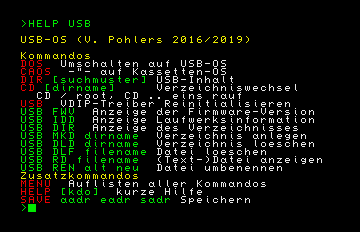 >HELP USB
USB-OS (V. Pohlers 2016/2019)
Kommandos
DOS Umschalten auf USB-OS
CAOS -"- auf Kassetten-OS
DIR [suchmuster] USB-Inhalt
CD [dirname] Verzeichniswechsel
CD / root, CD .. eins rauf
USB VDIP-Treiber Reinitialisieren
USB FWV Anzeige der Firmware-Version
USB IDD Anzeige Laufwerksinformation
USB DIR Anzeige des Verzeichnisses
USB MKD dirname Verzeichnis anlegen
USB DLD dirname Verzeichnis loeschen
USB DLF filename Datei loeschen
USB RD filename (Text-)Datei anzeigen
USB REN alt neu Datei umbenennen
Zusatzkommandos
MENU Auflisten aller Kommandos
HELP [kdo] kurze Hilfe
SAVE aadr eadr sadr Speichern
>